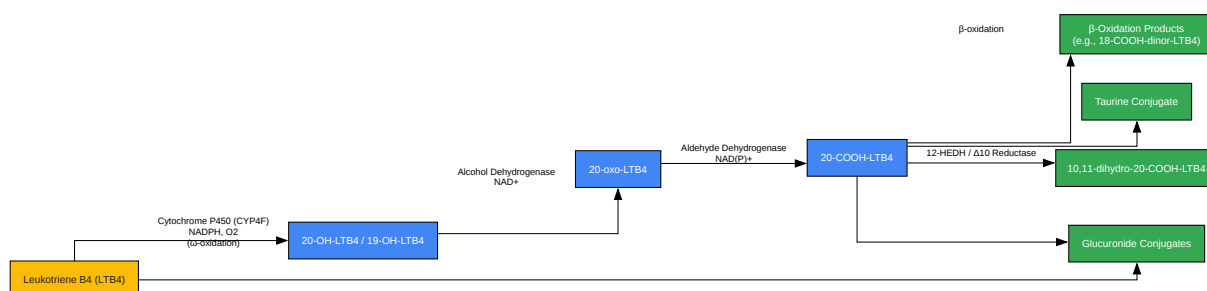 β-oxidation
β-Oxidation Products
(e.g., 18-COOH-dinor-LTB4)
Taurine Conjugate
Aldehyde Dehydrogenase
NAD(P)+
20-COOH-LTB4
12-HEDH / Δ10 Reductase
10,11-dihydro-20-COOH-LTB4
Alcohol Dehydrogenase
NAD+
20-oxo-LTB4
Cytochrome P450 (CYP4F)
NADPH, O2
(ω-oxidation)
20-OH-LTB4 / 19-OH-LTB4
Glucuronide Conjugates
Leukotriene B4 (LTB4)